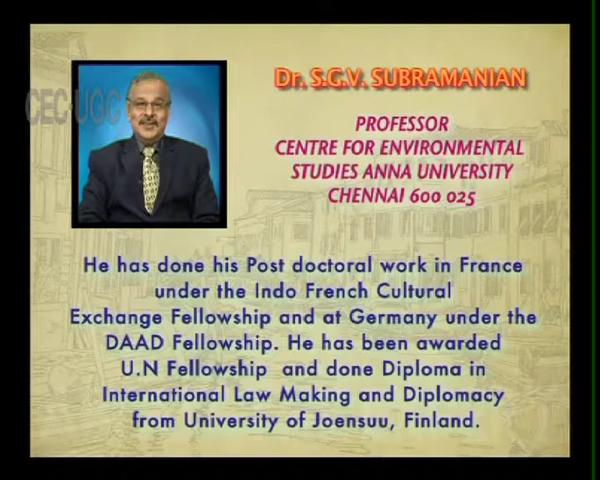 Dr. S.G.V. SUBRAMANIAN
CEC-UGC
PROFESSOR
CENTRE FOR ENVIRONMENTAL
STUDIES ANNA UNIVERSITY
CHENNAI 600 025
He has done his Post doctoral work in France
under the Indo French Cultural
Exchange Fellowship and at Germany under the
DAAD Fellowship. He has been awarded
U.N Fellowship and done Diploma in
International Law Making and Diplomacy
from University of Joensuu, Finland.